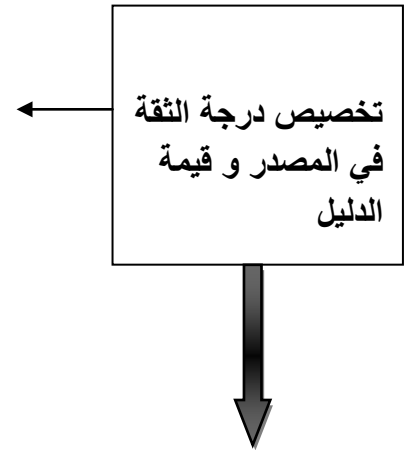 تخصيص درجة الثقة
في المصدر و قيمة
الدليل